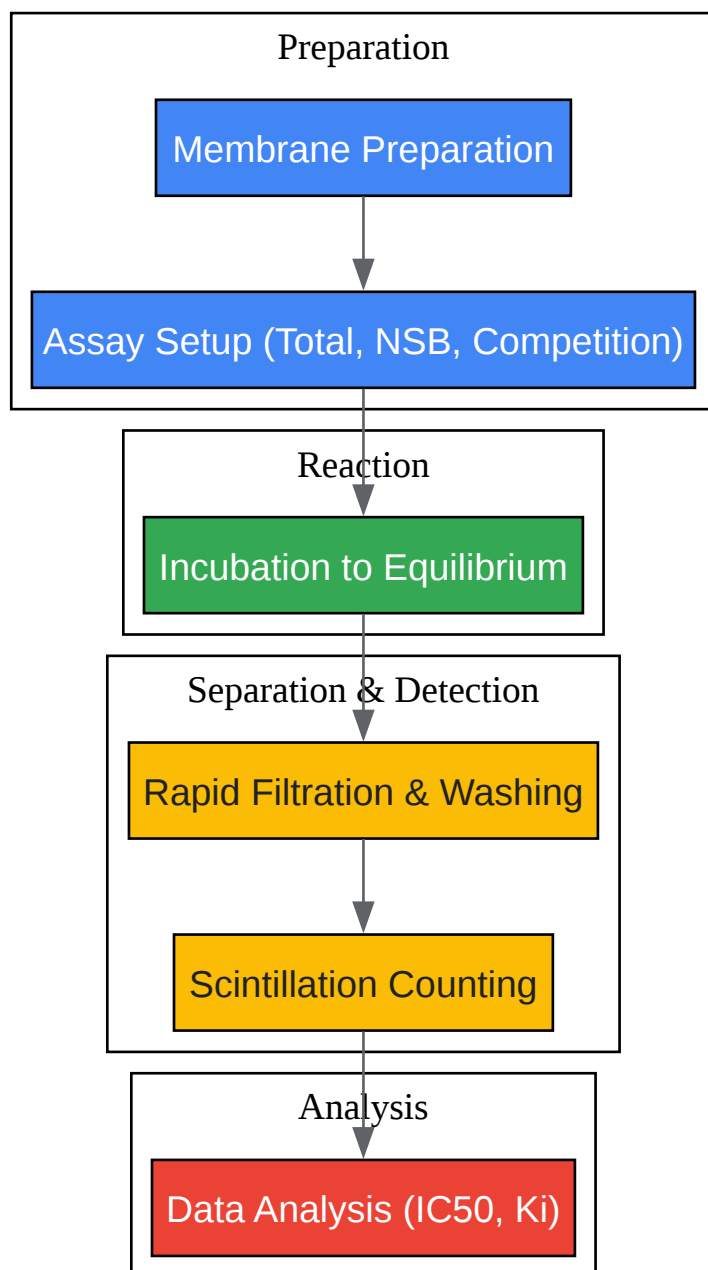 Preparation
Membrane Preparation
Assay Setup (Total, NSB, Competition)
Reaction
Incubation to Equilibrium
Separation & Detection
Rapid Filtration & Washing
Scintillation Counting
Analysis
Data Analysis (IC50, Ki)